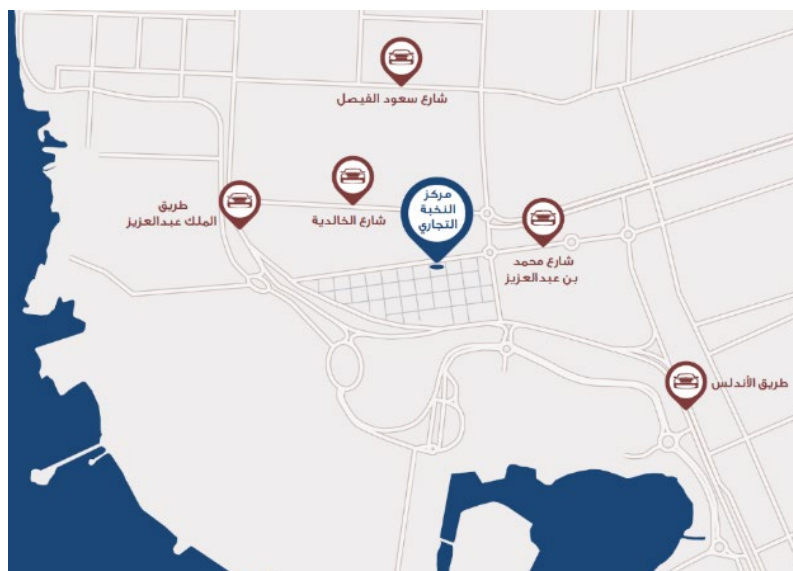 شارع سعود الفيصل
مركز
النخبة
التجاري
طريق
الملك عبدالعزيز
شارع الخالدية
شارع محمد
بن عبدالعزيز
طريق الأندلس